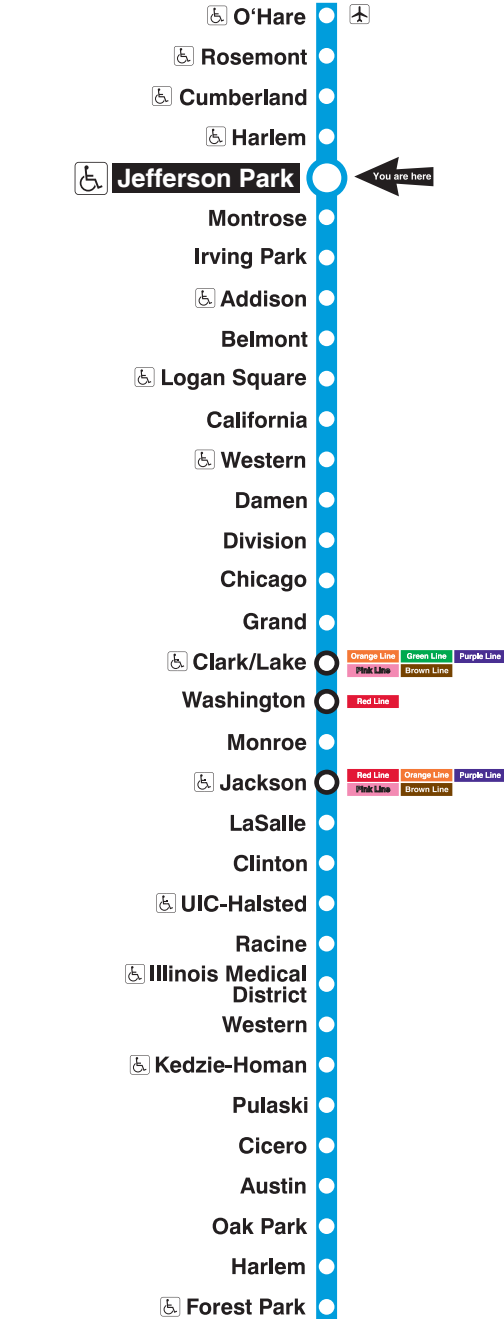 O'Hare
Rosemont
Cumberland
Harlem
Jefferson Park
You are here
Montrose
Irving Park
Addison
Belmont
Logan Square
California
Western
Damen
Division
Chicago
Grand
Clark/Lake
Orange Line Green Line Purple Line
Pink Line Brown Line
Washington
Red Line
Monroe
Jackson
Red Line Orange Line Purple Line
Pink Line Brown Line
LaSalle
Clinton
UIC-Halsted
Racine
Illinois Medical
District
Western
Kedzie-Homan
Pulaski
Cicero
Austin
Oak Park
Harlem
Forest Park